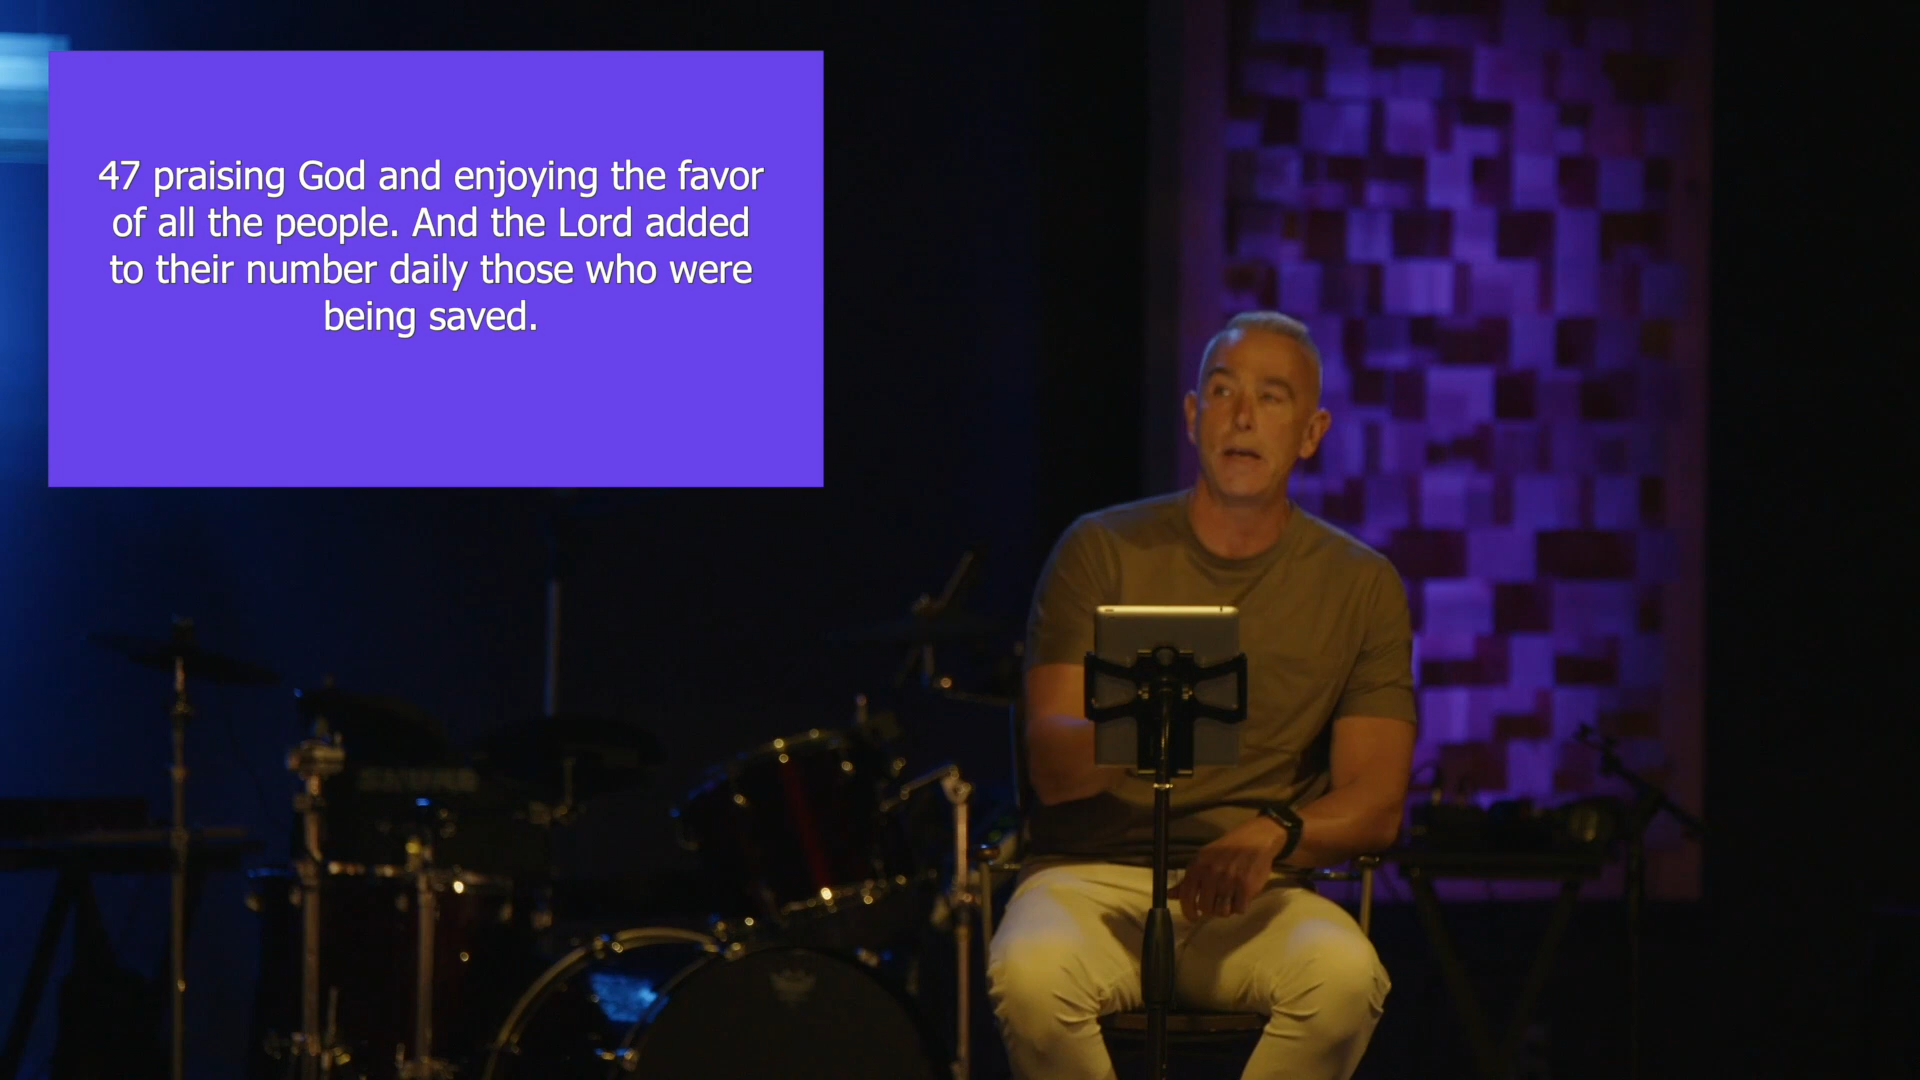 47 praising God and enjoying the favor
of all the people. And the Lord added
to their number daily those who were
being saved.